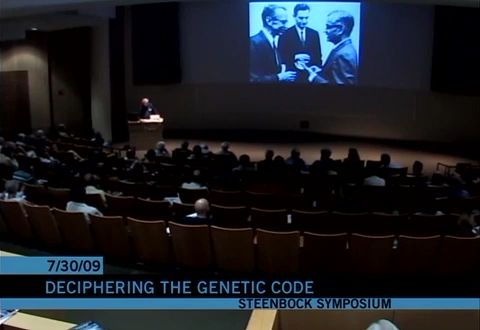 7/30/09
DECIPHERING THE GENETIC CODE
STEENBOCK SYMPOSIUM